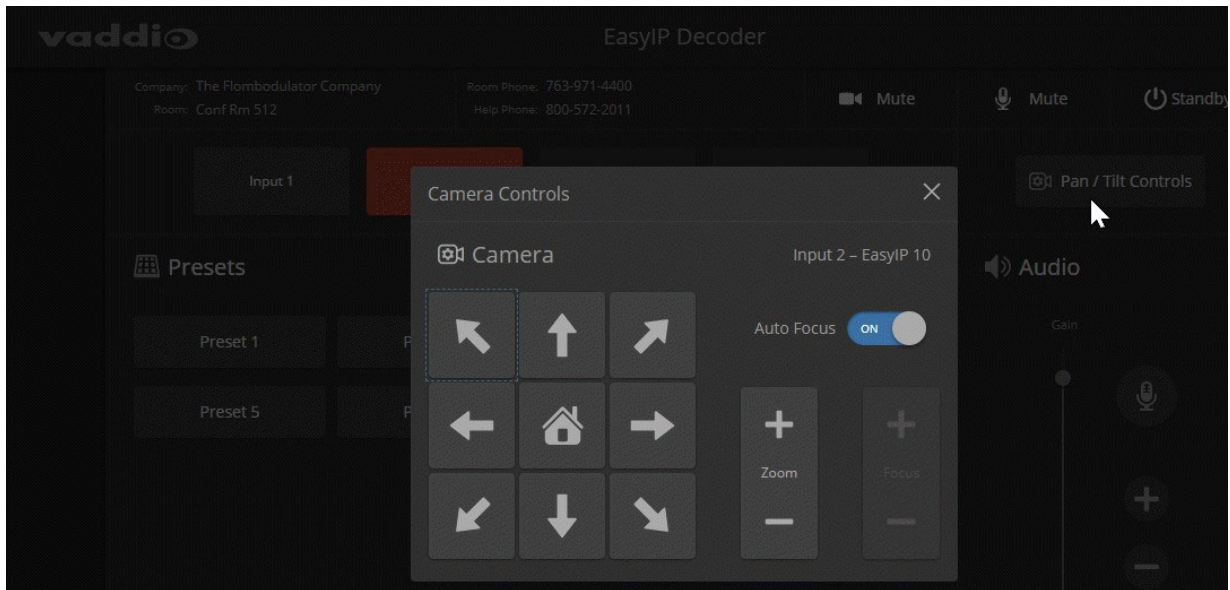 vaddio
EasyIP Decoder
Company: The Flombodulator Company
Room: Conf Rm 512
Room Phone: 763-971-4400
Help Phone: 800-572-2011
Mute
Mute
Standby
Input 1
Pan / Tilt Controls
Camera Controls
Camera
Input 2 – EasyIP 10
Auto Focus ON
Zoom
Focus
Presets
Preset 1
P
Preset 5
P
Audio
Gain